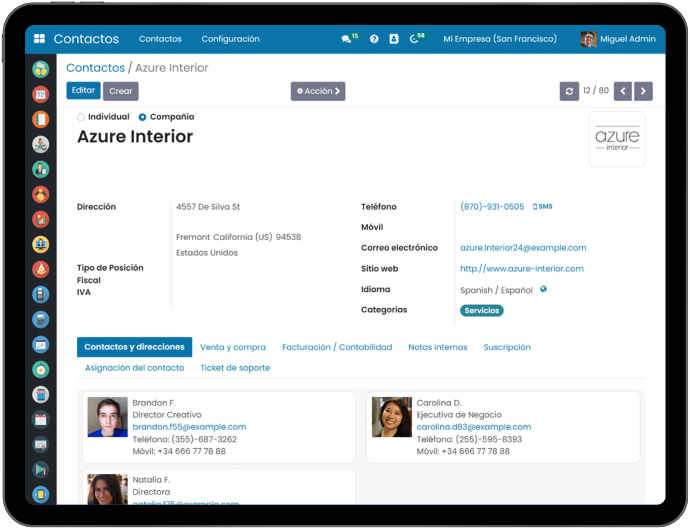 Contactos Contactos Configuración 15 58 Mi Empresa (San Francisco) Miguel Admin
Contactos / Azure Interior
Editar Crear Acción 12 / 80
Individual Compañía
Azure Interior
azure
interior
Dirección 4557 De Silva St
Fremont California (US) 94538
Estados Unidos
Tipo de Posición
Fiscal
IVA
Teléfono (870)-931-0505 SMS
Móvil
Correo electrónico azure.Interior24@example.com
Sitio web http://www.azure-interior.com
Idioma Spanish / Español
Categorías Servicios
Contactos y direcciones Venta y compra Facturación / Contabilidad Notas internas Suscripción
Asignación del contacto Ticket de soporte
Brandon F.
Director Creativo
brandon.f55@example.com
Teléfono: (355)-687-3262
Móvil: +34 666 77 78 88
Carolina D.
Ejecutiva de Negocio
carolina.d83@example.com
Teléfono: (255)-595-8393
Móvil: +34 666 77 78 88
Natalia F.
Directora
natalia.f75@example.com